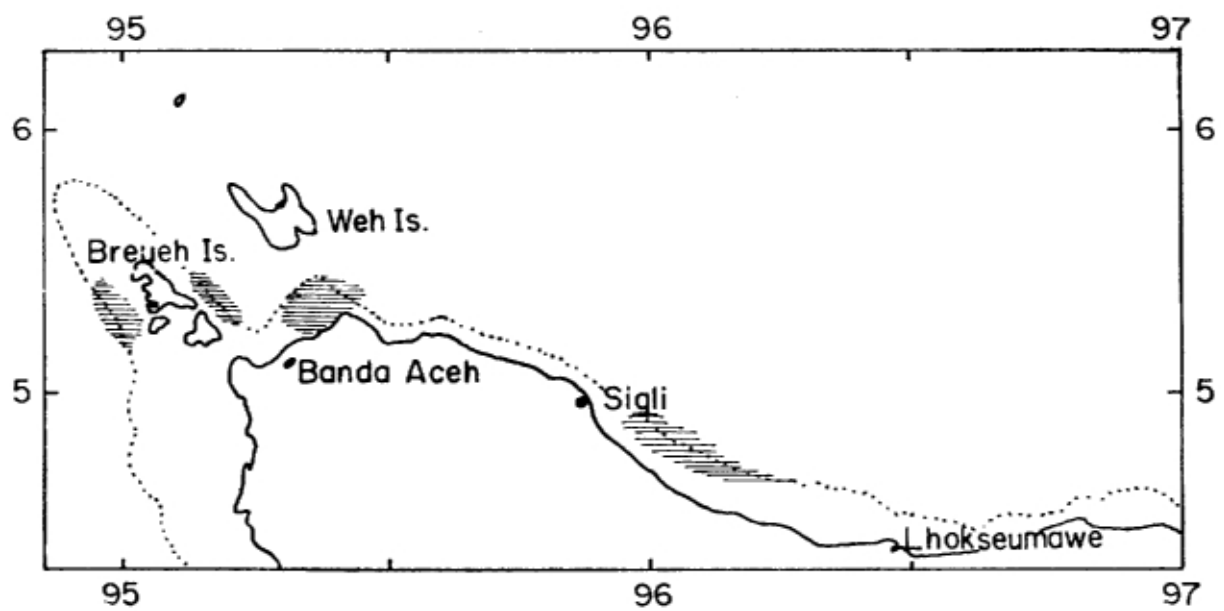 95 96 97
6 6
Weh Is.
Breueh Is.
Banda Aceh
5 Sigli 5
Lhokseumawe
95 96 97